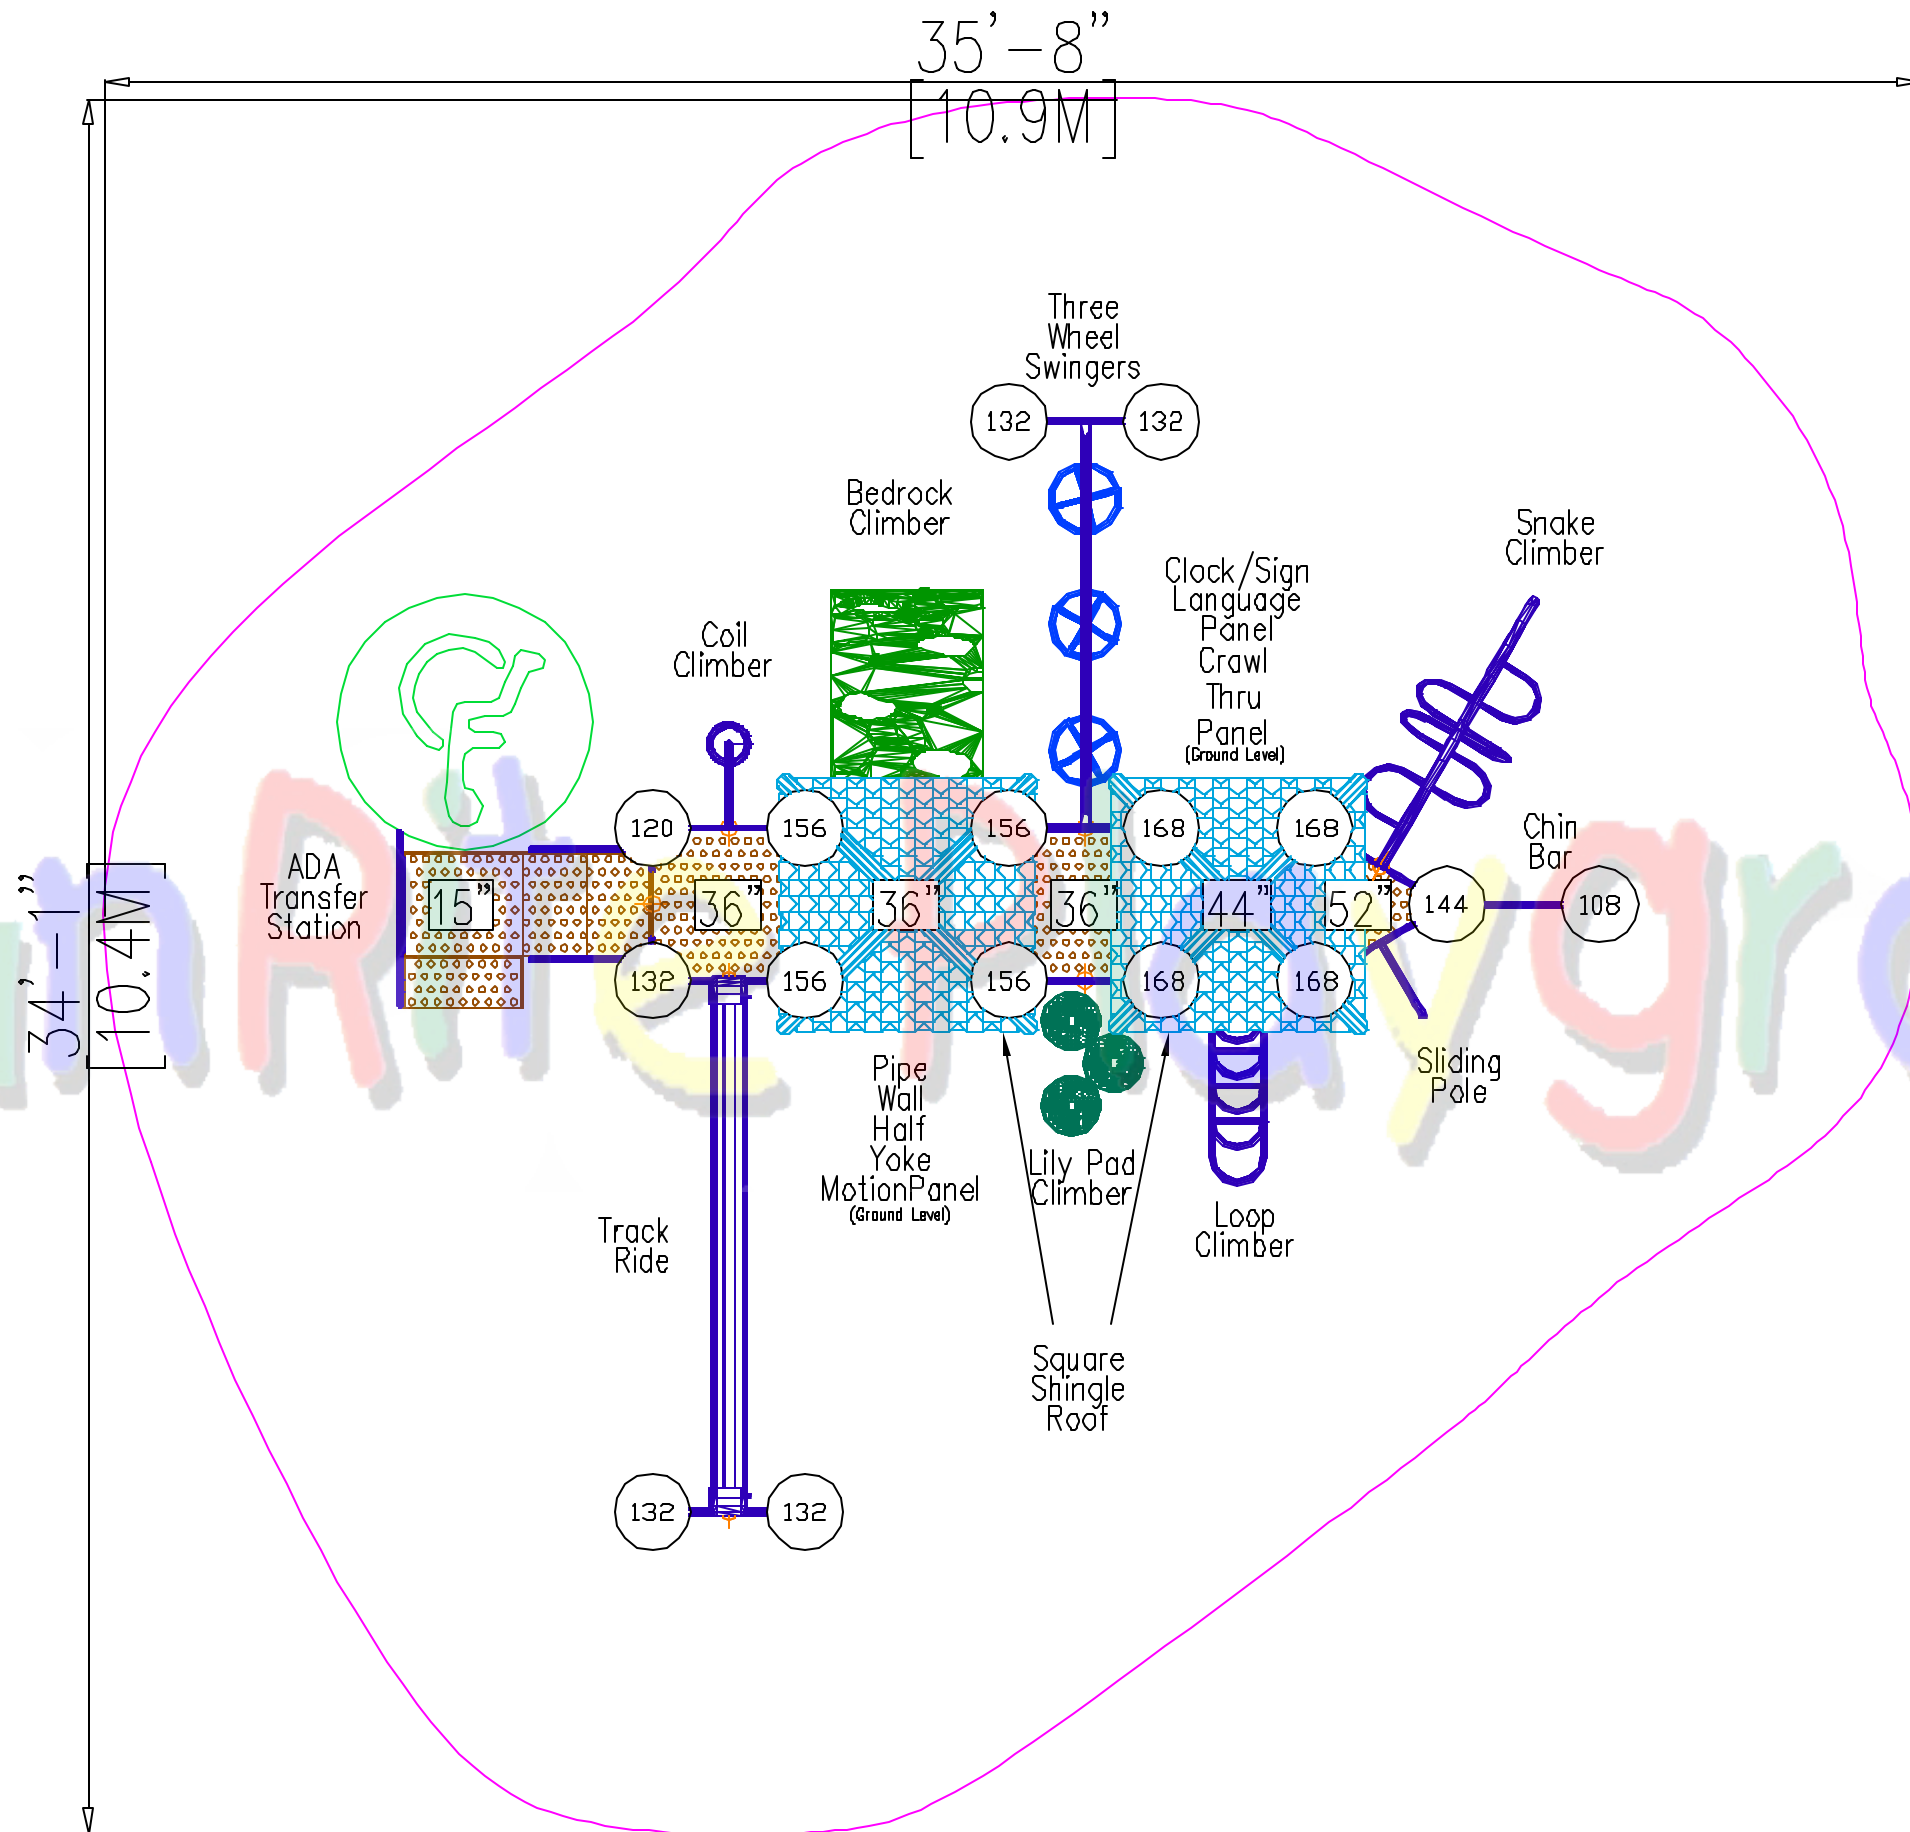 35'-8"
[10.9M]
34'-1"
[10.4M]
Three
Wheel
Swingers
132
132
Bedrock
Climber
Snake
Climber
Clock/Sign
Language
Panel
Crawl
Thru
Panel
(Ground Level)
Coil
Climber
120
156
156
168
168
Chin
Bar
ADA
Transfer
Station
15"
36"
36"
36"
44"
52"
144
108
132
156
156
168
168
Sliding
Pole
Pipe
Wall
Half
Yoke
MotionPanel
(Ground Level)
Lily Pad
Climber
Loop
Climber
Track
Ride
Square
Shingle
Roof
132
132
nRite Playgro